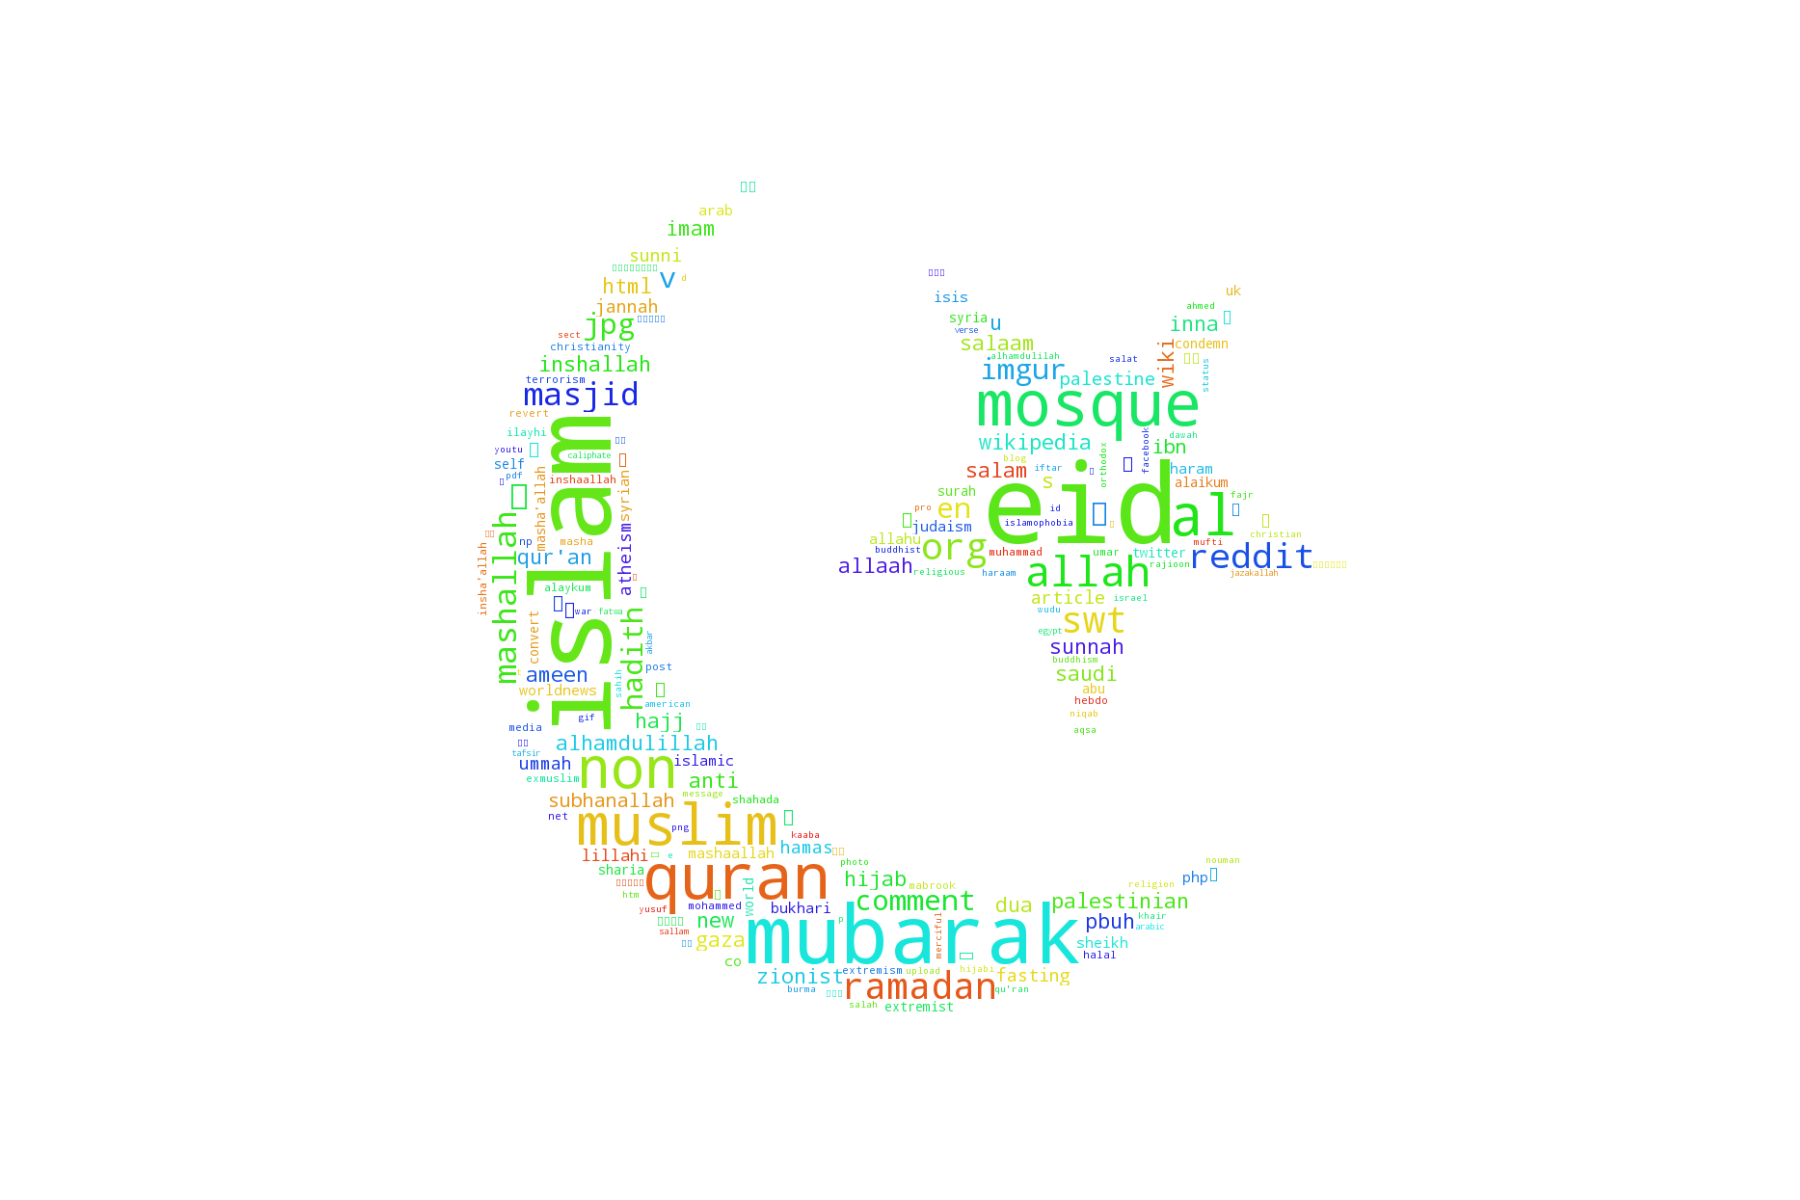 arab
imam
sunni
html v d
jannah
jpg
sect
christianity
inshallah
terrorism
masjid
revert
ilayhi
youtu
caliphate
self
pdf
inshaallah
masha'allah
syrian
islam
mashallah
insha'allah
np
masha
qur'an
atheism
alaykum
war
fatwa
convert
hadith
akbar
ameen
post
worldnews
sahih
american
gif
hajj
media
alhamdulillah
tafsir
ummah
non
islamic
exmuslim
anti
subhanallah
message
shahada
net
muslim
png
kaaba
lillahi
e
mashaallah
hamas
sharia
quran
photo
htm
hijab
mabrook
world
yusuf
mohammed
bukhari
comment
dua
palestinian
new
p
sallam
gaza
mubarak
merciful
pbuh
khair
arabic
sheikh
halal
co
zionist
extremism
upload
hijabi
fasting
burma
ramadan
qu'ran
salah
extremist
nouman
php
religion
isis
uk
ahmed
syria
u
inna
verse
salaam
condemn
wiki
alhamdulilah
salat
status
imgur
palestine
mosque
wikipedia
facebook
dawah
ibn
orthodox
blog
salam
iftar
haram
s
alaikum
surah
eid
al
fajr
pro
en
id
judaism
islamophobia
christian
allahu
org
buddhist
muhammad
umar
twitter
mufti
reddit
rajioon
allaah
religious
haraam
allah
jazakallah
article
israel
wudu
swt
egypt
sunnah
buddhism
saudi
abu
hebdo
niqab
aqsa